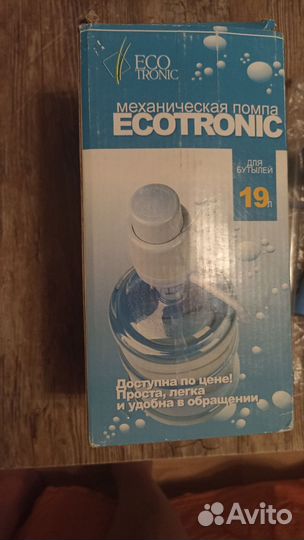 ECO
TRONIC
механическая помпа
ECOTRONIC
ДЛЯ
БУТЫЛЕЙ
19л
Доступна по цене!
Проста, легка
и удобна в обращении
Avito